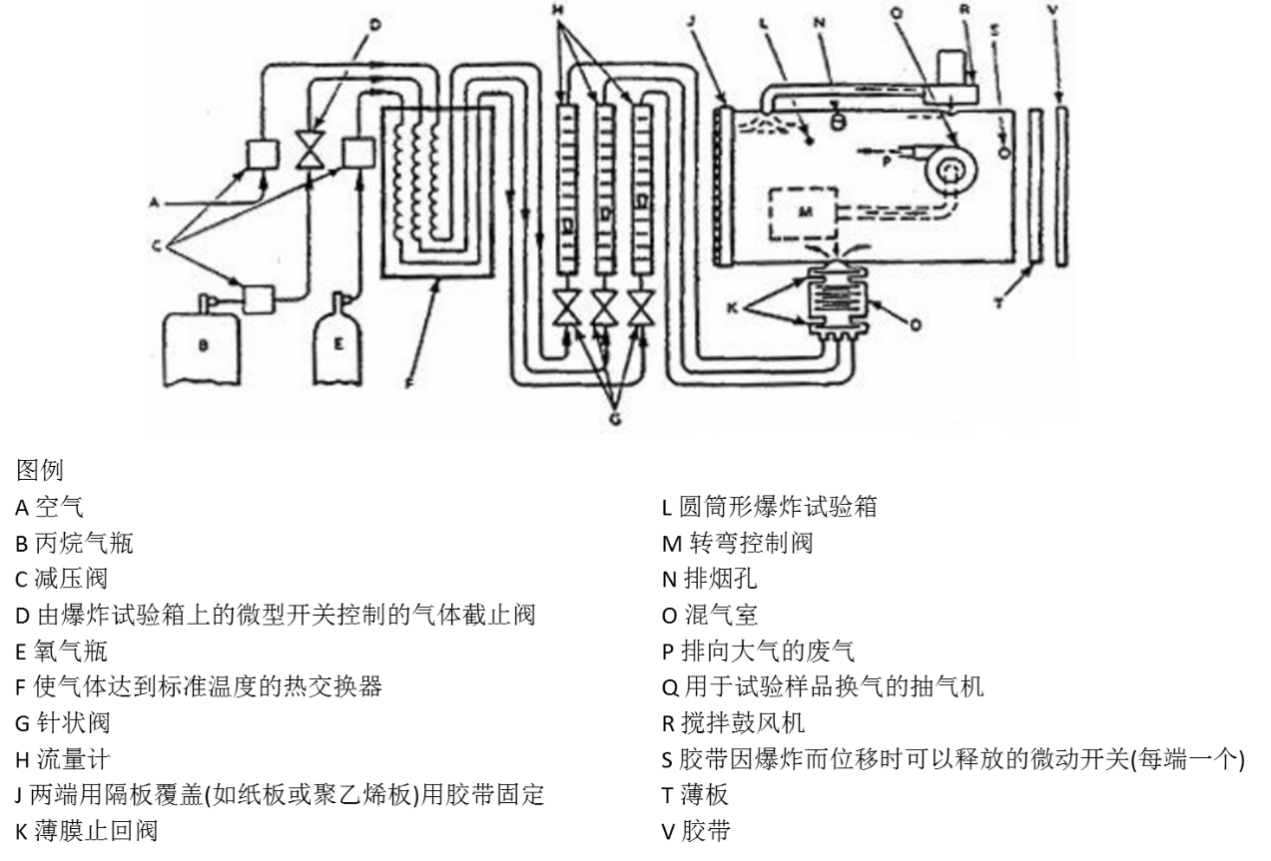 D
H
J
L
N
Q
R
S
V
A
C
P
M
B
E
K
O
T
F
G
图例
A 空气
B 丙烷气瓶
C 减压阀
D 由爆炸试验箱上的微型开关控制的气体截止阀
E 氧气瓶
F 使气体达到标准温度的热交换器
G 针状阀
H 流量计
J 两端用隔板覆盖(如纸板或聚乙烯板)用胶带固定
K 薄膜止回阀
L 圆筒形爆炸试验箱
M 转弯控制阀
N 排烟孔
O 混气室
P 排向大气的废气
Q 用于试验样品换气的抽气机
R 搅拌鼓风机
S 胶带因爆炸而位移时可以释放的微动开关(每端一个)
T 薄板
V 胶带